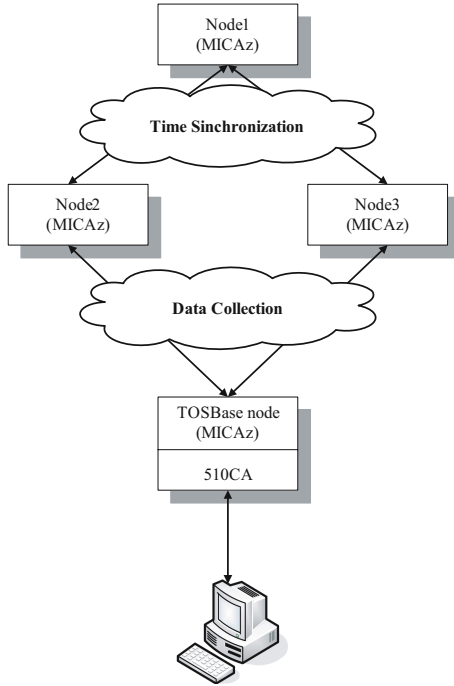 Node1
(MICAz)
Time Sinchronization
Node2
(MICAz)
Node3
(MICAz)
Data Collection
TOSBase node
(MICAz)
510CA